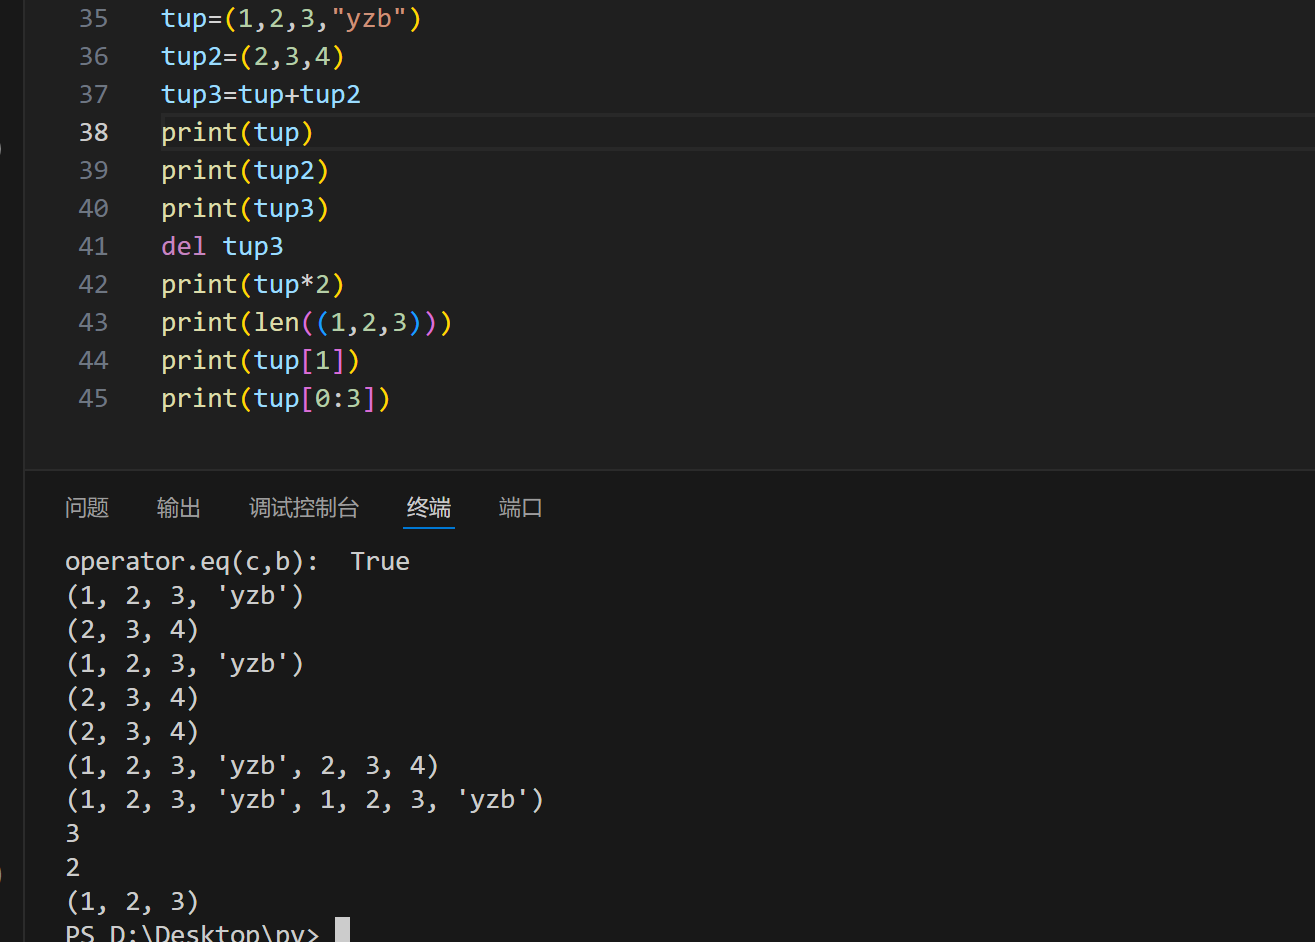 35 tup=(1,2,3,"yzb")
36 tup2=(2,3,4)
37 tup3=tup+tup2
38 print(tup)
39 print(tup2)
40 print(tup3)
41 del tup3
42 print(tup*2)
43 print(len((1,2,3)))
44 print(tup[1])
45 print(tup[0:3])
问题 输出 调试控制台 终端 端口
operator.eq(c,b):  True
(1, 2, 3, 'yzb')
(2, 3, 4)
(1, 2, 3, 'yzb')
(2, 3, 4)
(2, 3, 4)
(1, 2, 3, 'yzb', 2, 3, 4)
(1, 2, 3, 'yzb', 1, 2, 3, 'yzb')
3
2
(1, 2, 3)
PS D:\Desktop\py>